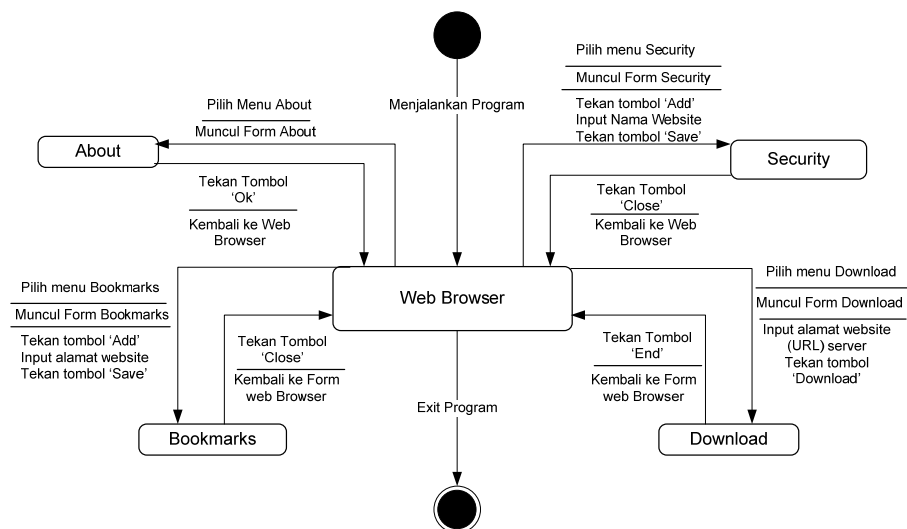 Pilih menu Security
Muncul Form Security
Tekan tombol ‘Add’
Input Nama Website
Tekan tombol ‘Save’
Menjalankan Program
Pilih Menu About
Muncul Form About
About
Security
Tekan Tombol
‘Ok’
Kembali ke Web
Browser
Tekan Tombol
‘Close’
Kembali ke Web
Browser
Web Browser
Pilih menu Bookmarks
Muncul Form Bookmarks
Tekan tombol ‘Add’
Input alamat website
Tekan tombol ‘Save’
Tekan Tombol
‘Close’
Kembali ke Form
web Browser
Tekan Tombol
‘End’
Kembali ke Form
web Browser
Pilih menu Download
Muncul Form Download
Input alamat website
(URL) server
Tekan tombol
‘Download’
Exit Program
Bookmarks
Download